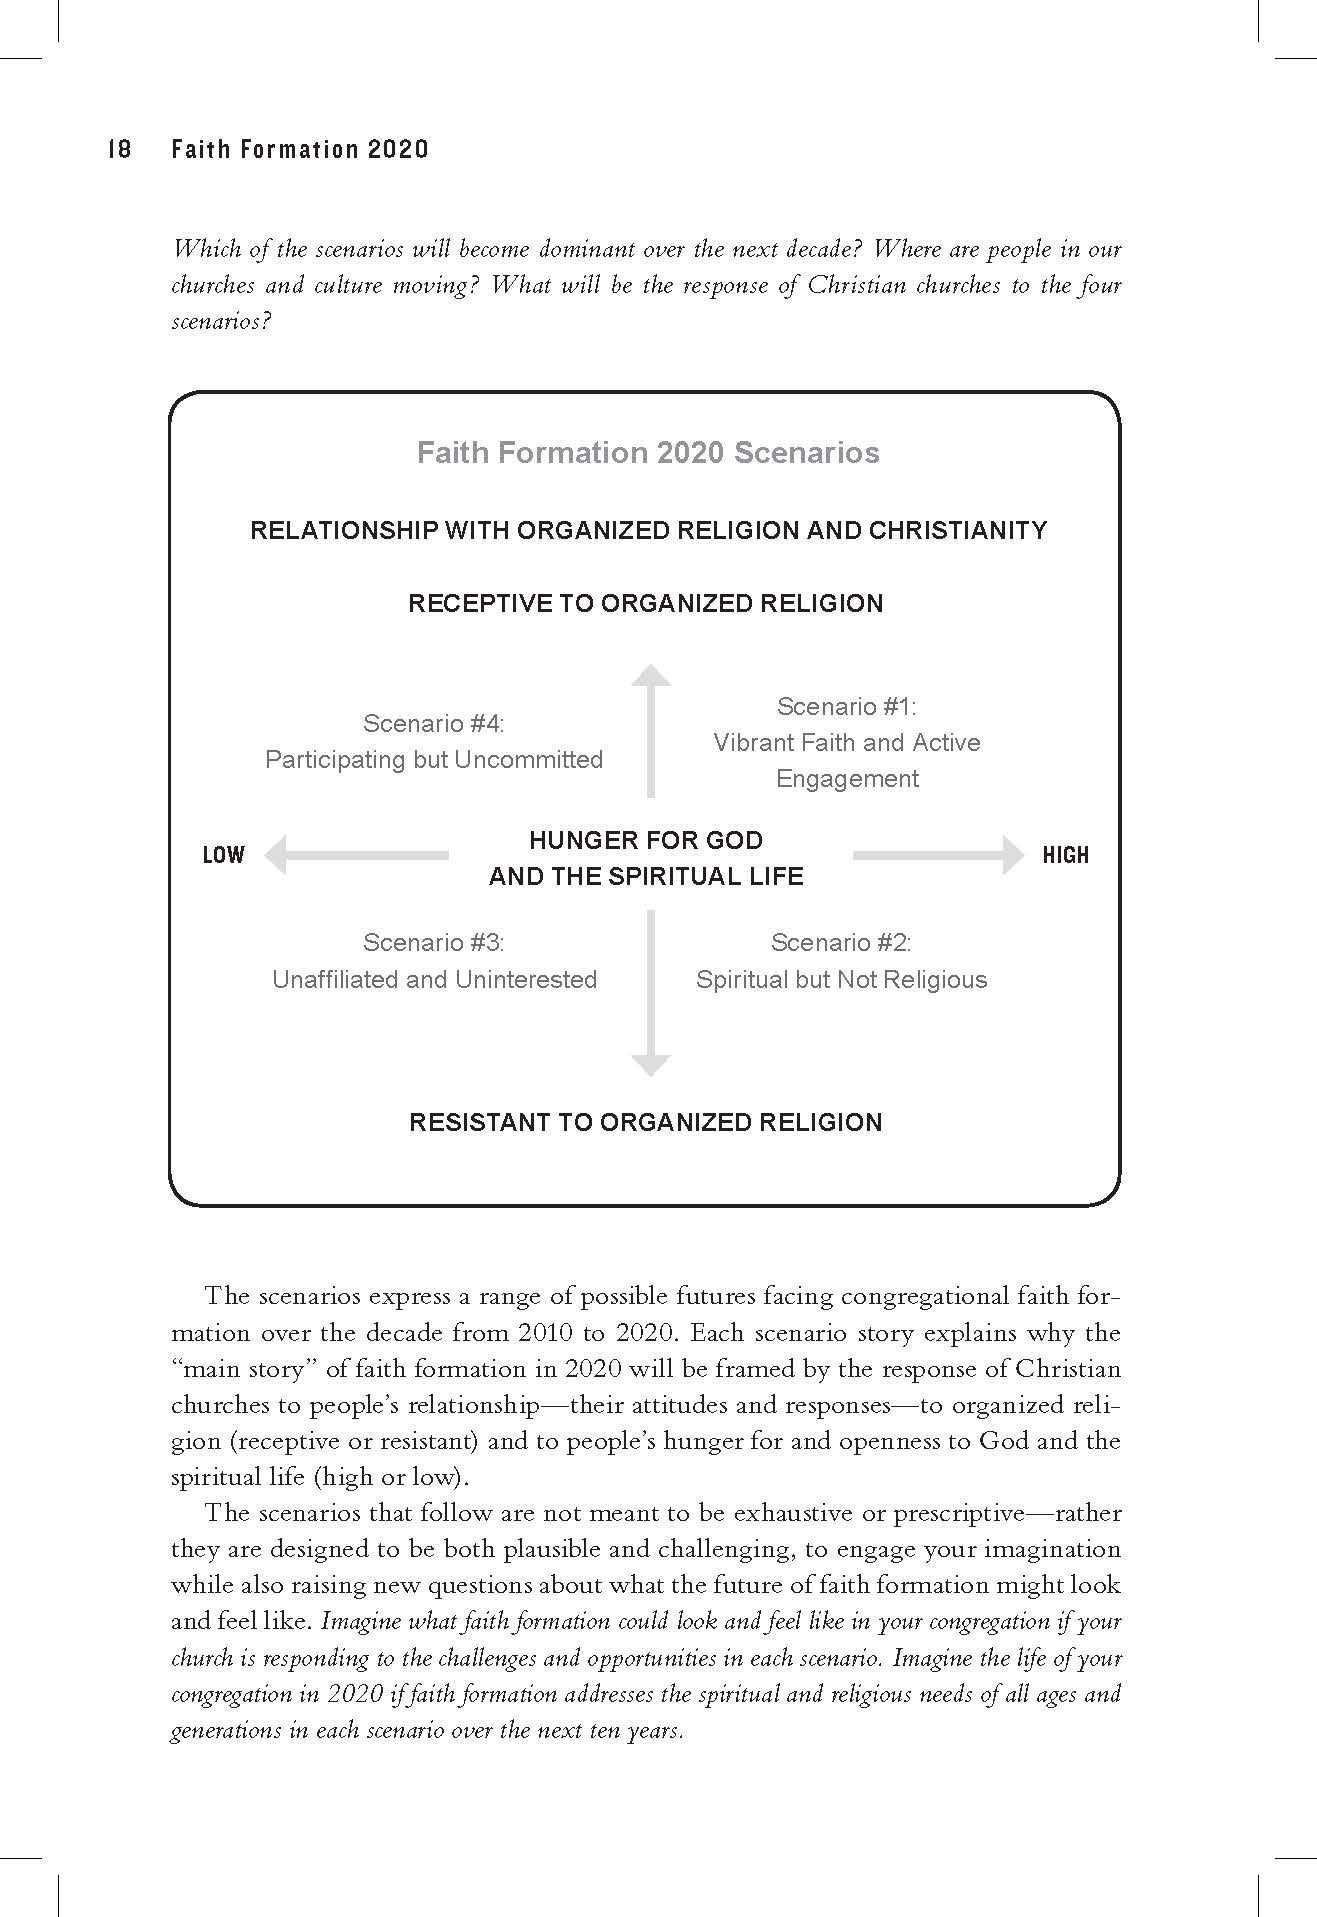 18 Faith Formation 2020
Which of the scenarios will become dominant over the next decade? Where are people in our
churches and culture moving? What will be the response of Christian churches to the four
scenarios?
Faith Formation 2020 Scenarios
RELATIONSHIP WITH ORGANIZED RELIGION AND CHRISTIANITY
RECEPTIVE TO ORGANIZED RELIGION
Scenario #4:
Participating but Uncommitted
Scenario #1:
Vibrant Faith and Active
Engagement
LOW
HUNGER FOR GOD
AND THE SPIRITUAL LIFE
HIGH
Scenario #3:
Unaffiliated and Uninterested
Scenario #2:
Spiritual but Not Religious
RESISTANT TO ORGANIZED RELIGION
The scenarios express a range of possible futures facing congregational faith for-
mation over the decade from 2010 to 2020. Each scenario story explains why the
“main story” of faith formation in 2020 will be framed by the response of Christian
churches to people’s relationship—their attitudes and responses—to organized reli-
gion (receptive or resistant) and to people’s hunger for and openness to God and the
spiritual life (high or low).
The scenarios that follow are not meant to be exhaustive or prescriptive—rather
they are designed to be both plausible and challenging, to engage your imagination
while also raising new questions about what the future of faith formation might look
and feel like. Imagine what faith formation could look and feel like in your congregation if your
church is responding to the challenges and opportunities in each scenario. Imagine the life of your
congregation in 2020 if faith formation addresses the spiritual and religious needs of all ages and
generations in each scenario over the next ten years.